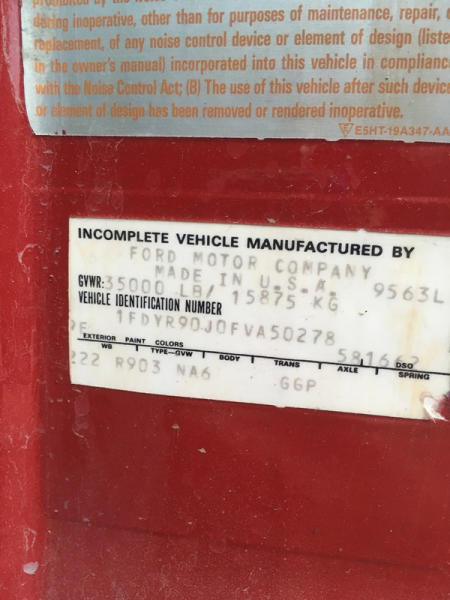 during inoperative, other than for purposes of maintenance, repair,
replacement, of any noise control device or element of design (liste
in the owner's manual) incorporated into this vehicle in complianc
with the Noise Control Act; (B) The use of this vehicle after such device
or element of design has been removed or rendered inoperative.
E5HT-19A347-AA
INCOMPLETE VEHICLE MANUFACTURED BY
FORD MOTOR COMPANY
MADE IN U.S.A. 9563L
GVWR: 35000 LB/ 15875 KG
VEHICLE IDENTIFICATION NUMBER
1FDYR90J0FVA50278
9E 581662
EXTERIOR PAINT COLORS DSO
WB TYPE-GVW BODY TRANS AXLE SPRING
222 R903 NA6 GGP